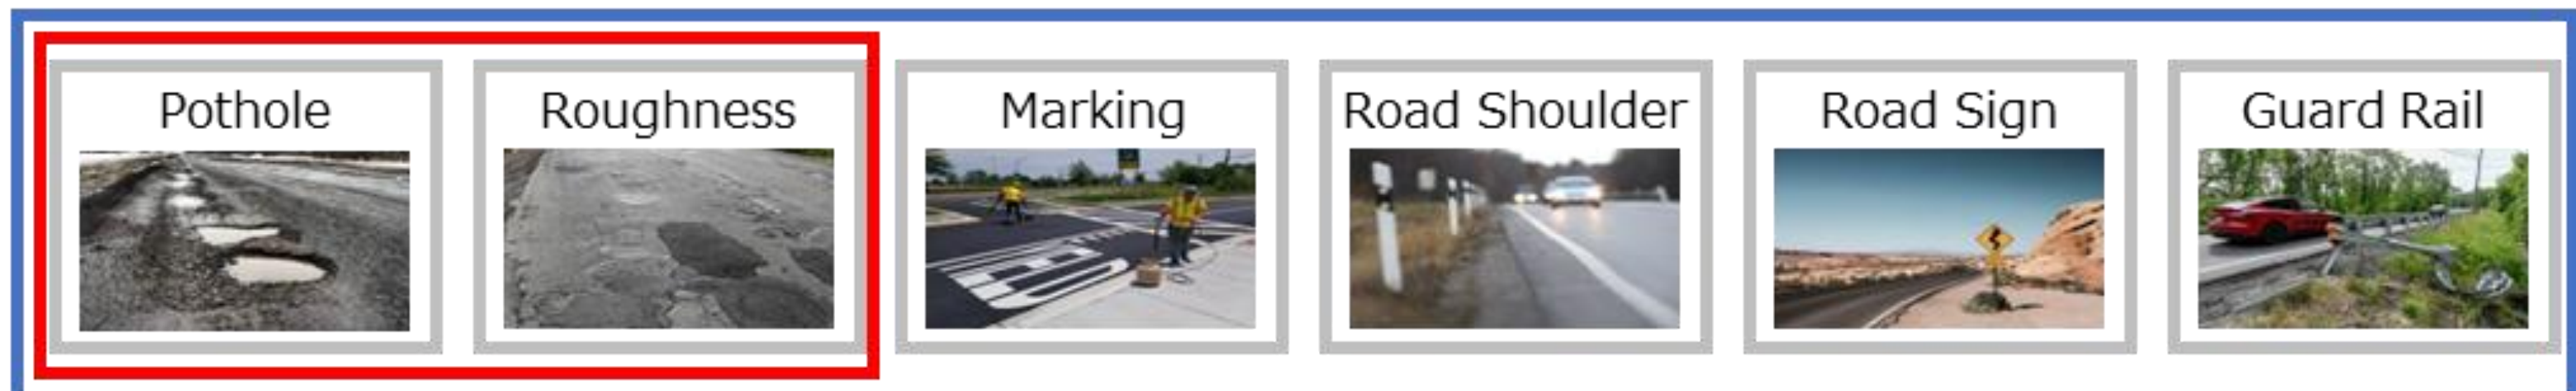 Pothole
Roughness
Marking
Road Shoulder
Road Sign
Guard Rail